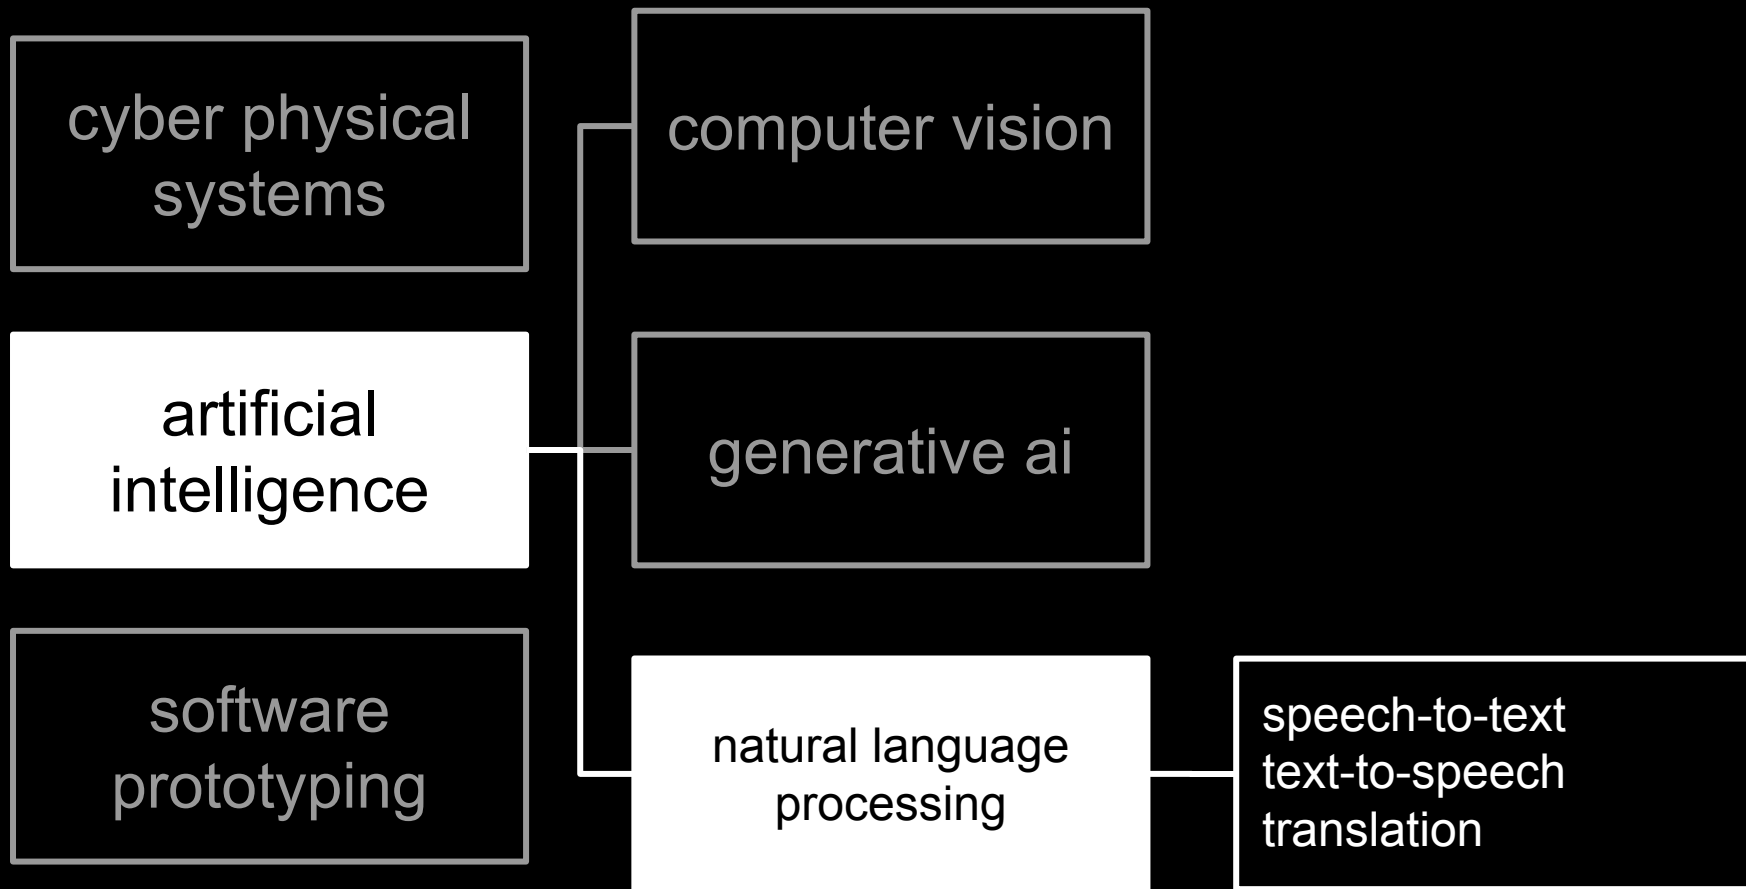 cyber physical
systems
computer vision
artificial
intelligence
generative ai
software
prototyping
natural language
processing
speech-to-text
text-to-speech
translation